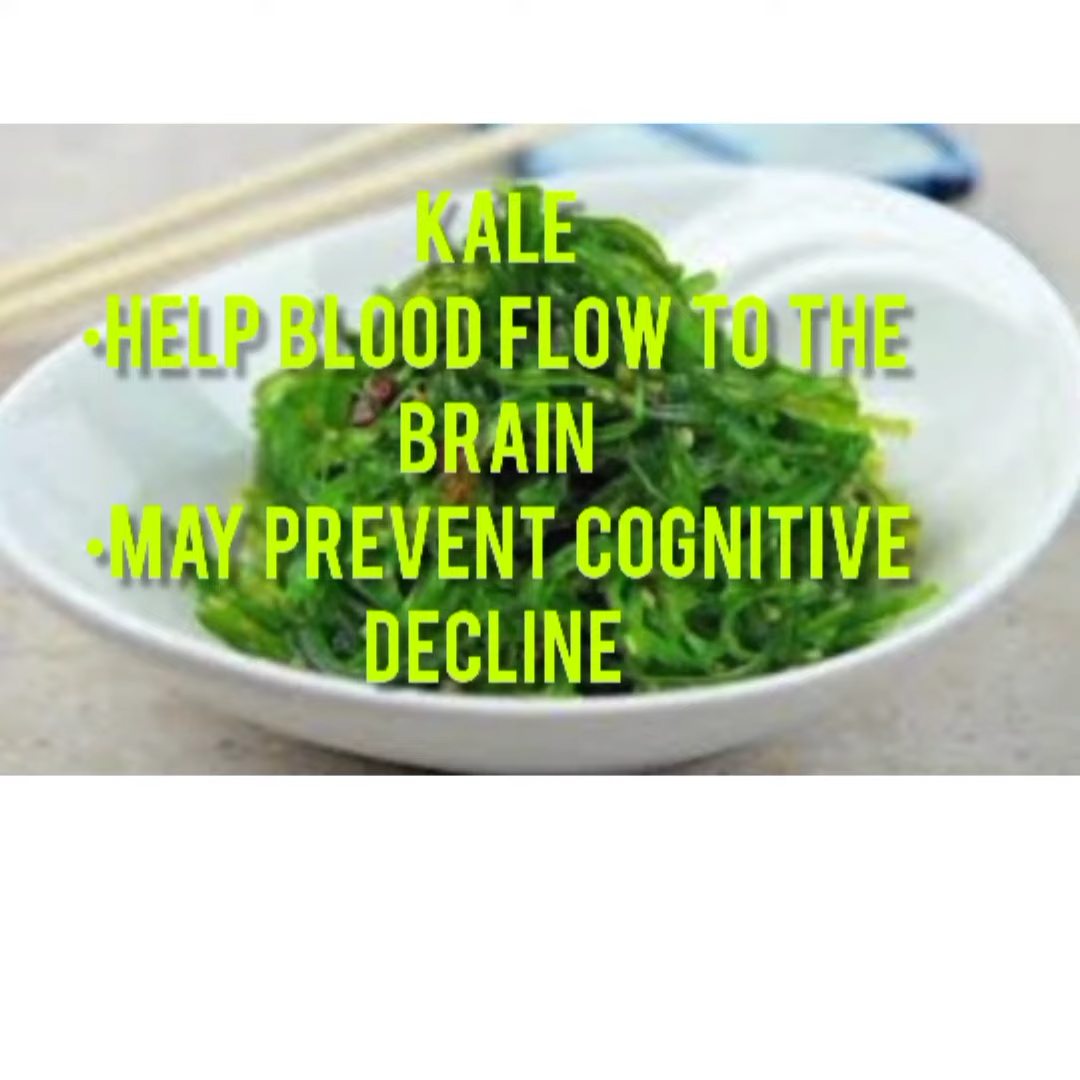 KALE
•HELP BLOOD FLOW TO THE
BRAIN
•MAY PREVENT COGNITIVE
DECLINE